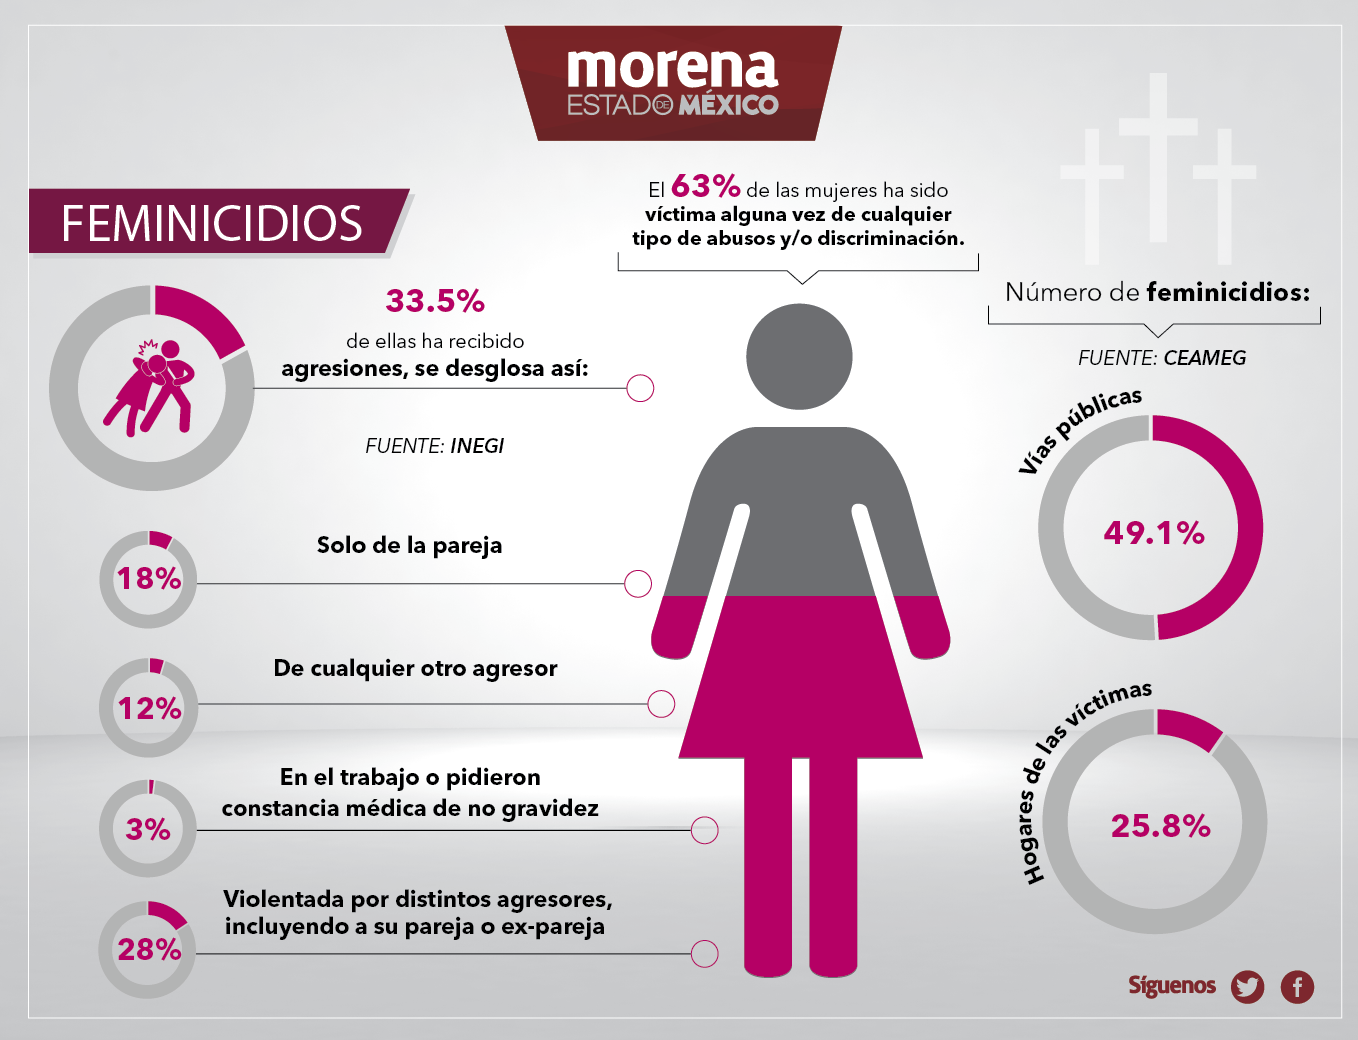 morena
ESTADO DE MÉXICO
FEMINICIDIOS
El 63% de las mujeres ha sido
víctima alguna vez de cualquier
tipo de abusos y/o discriminación.
33.5%
de ellas ha recibido
agresiones, se desglosa así:
FUENTE: INEGI
Solo de la pareja
18%
De cualquier otro agresor
12%
En el trabajo o pidieron
constancia médica de no gravidez
3%
Violentada por distintos agresores,
incluyendo a su pareja o ex-pareja
28%
Número de feminicidios:
FUENTE: CEAMEG
Vías públicas
49.1%
Hogares de las víctimas
25.8%
Síguenos